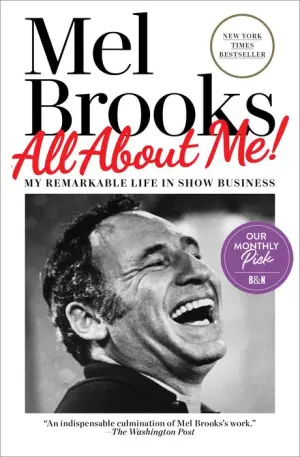 Mel
Brooks
NEW YORK
TIMES
BESTSELLER
All About Me!
MY REMARKABLE LIFE IN SHOW BUSINESS
OUR
MONTHLY
Pick
B&N
“An indispensable culmination of Mel Brooks’s work.”
—The Washington Post